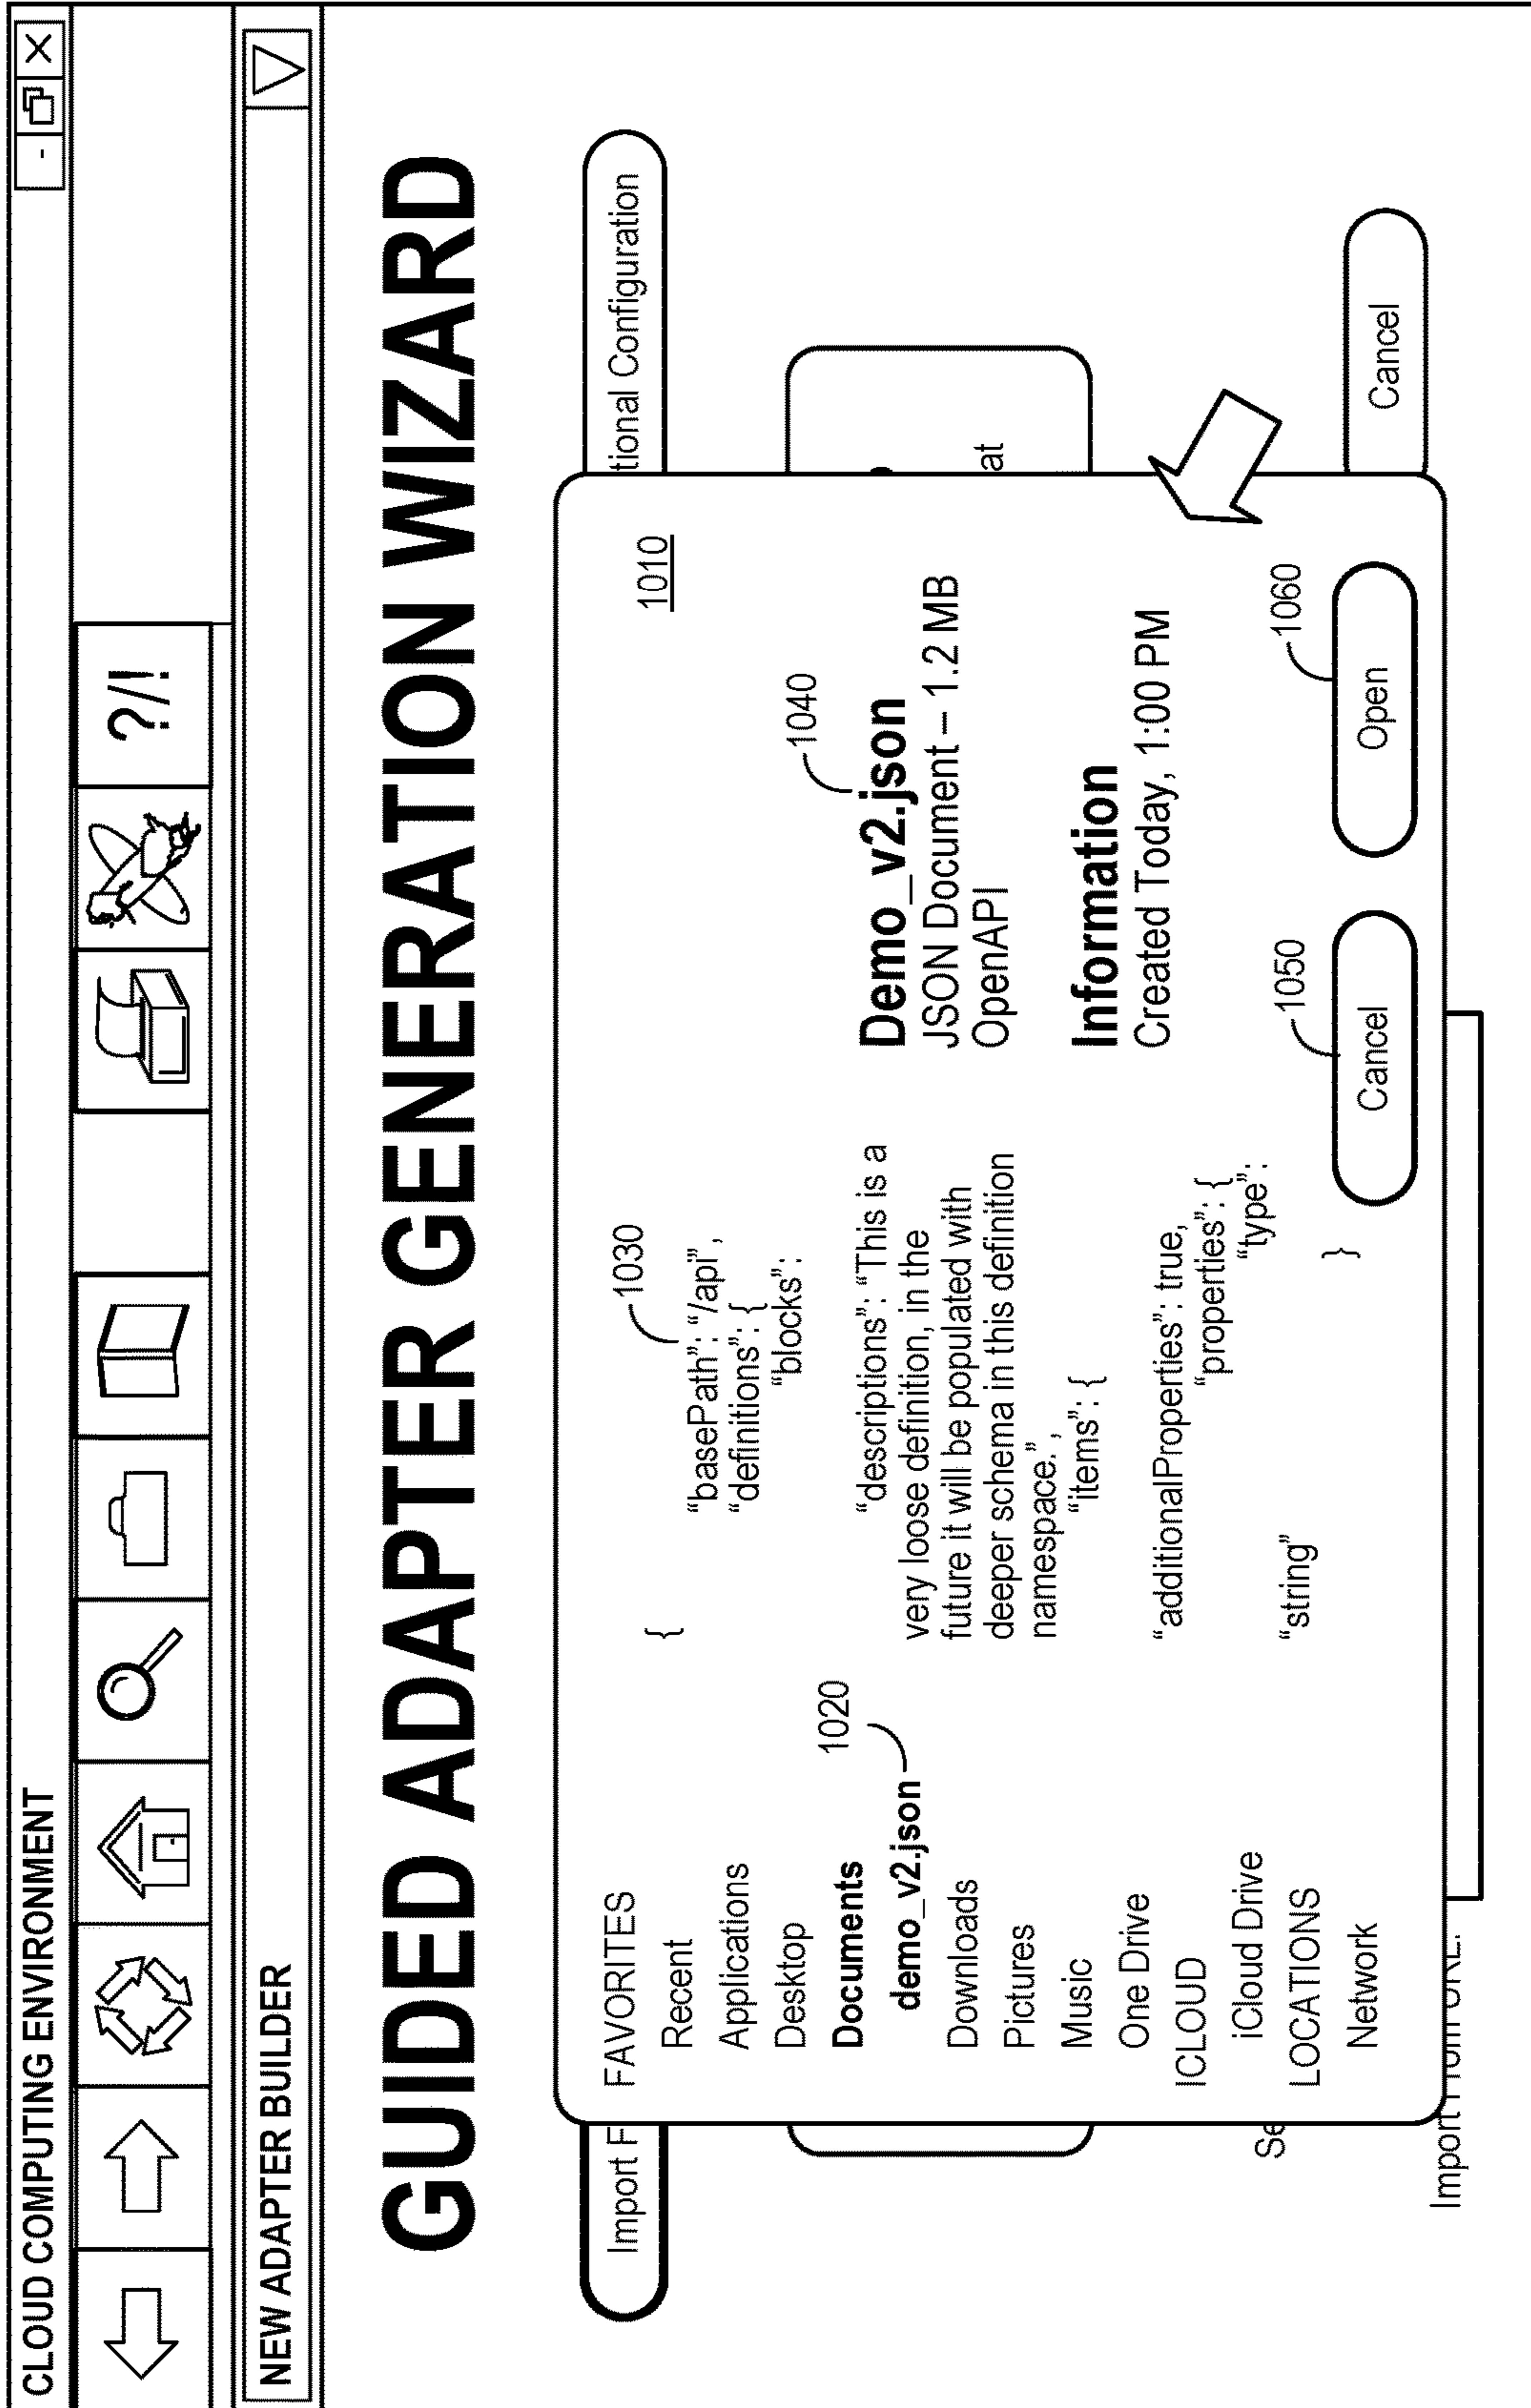 CLOUD COMPUTING ENVIRONMENT
- X
?/!
NEW ADAPTER BUILDER
GUIDED ADAPTER GENERATION WIZARD
Import F
tional Configuration
1010
FAVORITES
Recent
Applications
Desktop
Documents
demo_v2.json
1020
Downloads
Pictures
Music
One Drive
ICLOUD
iCloud Drive
LOCATIONS
Network
1030
{
“basePath”: “/api”,
“definitions”: {
“blocks”:
“descriptions”: “This is a
very loose definition, in the
future it will be populated with
deeper schema in this definition
namespace.”,
“items”: {
“additionalProperties”: true,
“properties”: {
“type”:
“string”
}
1040
Demo_v2.json
JSON Document – 1.2 MB
OpenAPI
Information
Created Today, 1:00 PM
1050
Cancel
1060
Open
at
Se
Cancel
Import From URL: